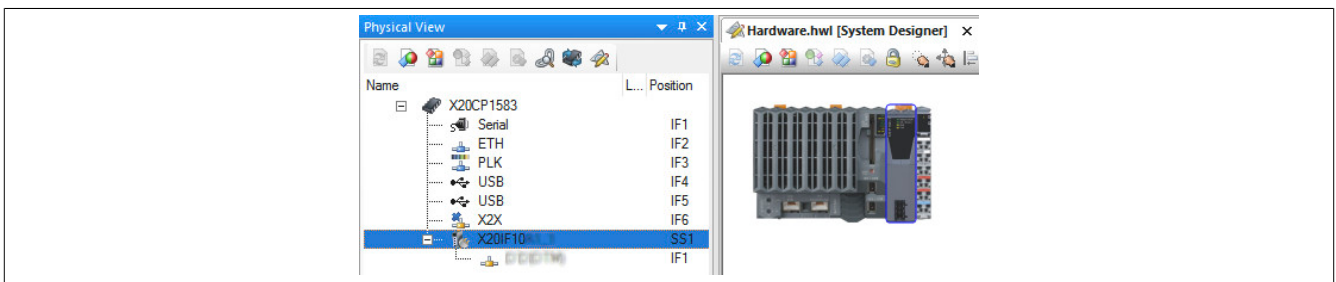 Physical View
Hardware.hwl [System Designer]
Name L... Position
X20CP1583
Serial IF1
ETH IF2
PLK IF3
USB IF4
USB IF5
X2X IF6
X20IF10 SS1
IF1